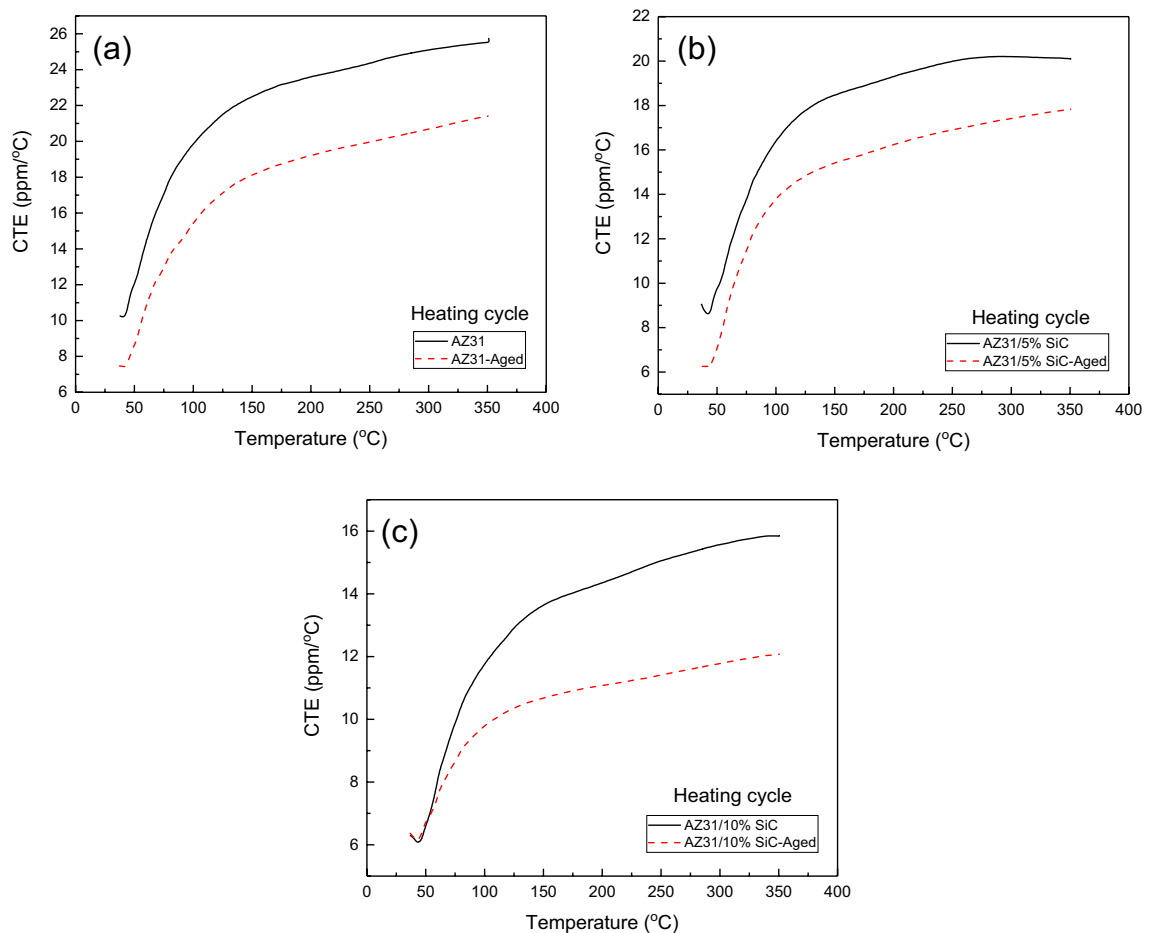 (a)
CTE (ppm/°C)
26
24
22
20
18
16
14
12
10
8
6
0 50 100 150 200 250 300 350 400
Temperature (°C)
Heating cycle
AZ31
AZ31-Aged
(b)
CTE (ppm/°C)
22
20
18
16
14
12
10
8
6
0 50 100 150 200 250 300 350 400
Temperature (°C)
Heating cycle
AZ31/5% SiC
AZ31/5% SiC-Aged
(c)
CTE (ppm/°C)
16
14
12
10
8
6
0 50 100 150 200 250 300 350 400
Temperature (°C)
Heating cycle
AZ31/10% SiC
AZ31/10% SiC-Aged